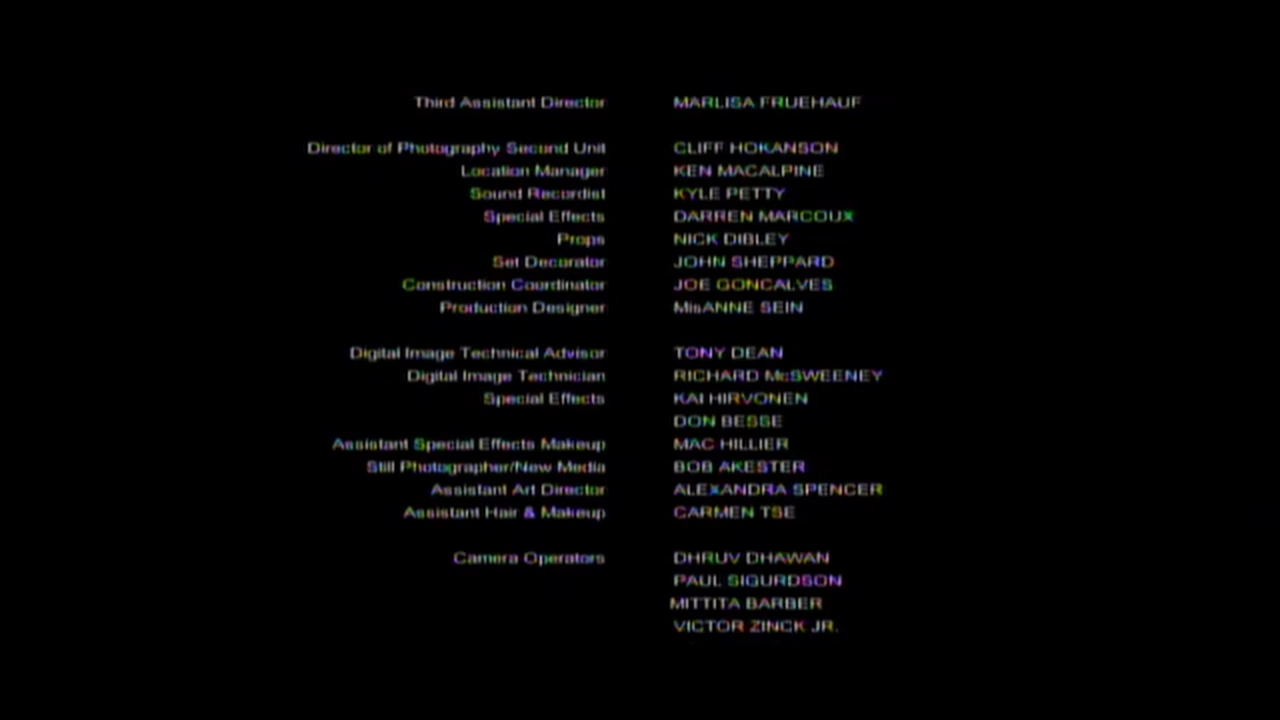 Third Assistant Director MARLISA FRUEHAUF
Director of Photography Second Unit CLIFF HOKANSON
Location Manager KEN MACALPINE
Sound Recordist KYLE PETTY
Special Effects DARREN MARCOUX
Props NICK DIBLEY
Set Decorator JOHN SHEPPARD
Construction Coordinator JOE GONCALVES
Production Designer MisANNE SEIN
Digital Image Technical Advisor TONY DEAN
Digital Image Technician RICHARD McSWEENEY
Special Effects KAI HIRVONEN
DON BESSE
Assistant Special Effects Makeup MAC HILLIER
Still Photographer/New Media BOB AKESTER
Assistant Art Director ALEXANDRA SPENCER
Assistant Hair & Makeup CARMEN TSE
Camera Operators DHRUV DHAWAN
PAUL SIGURDSON
MITTITA BARBER
VICTOR ZINCK JR.